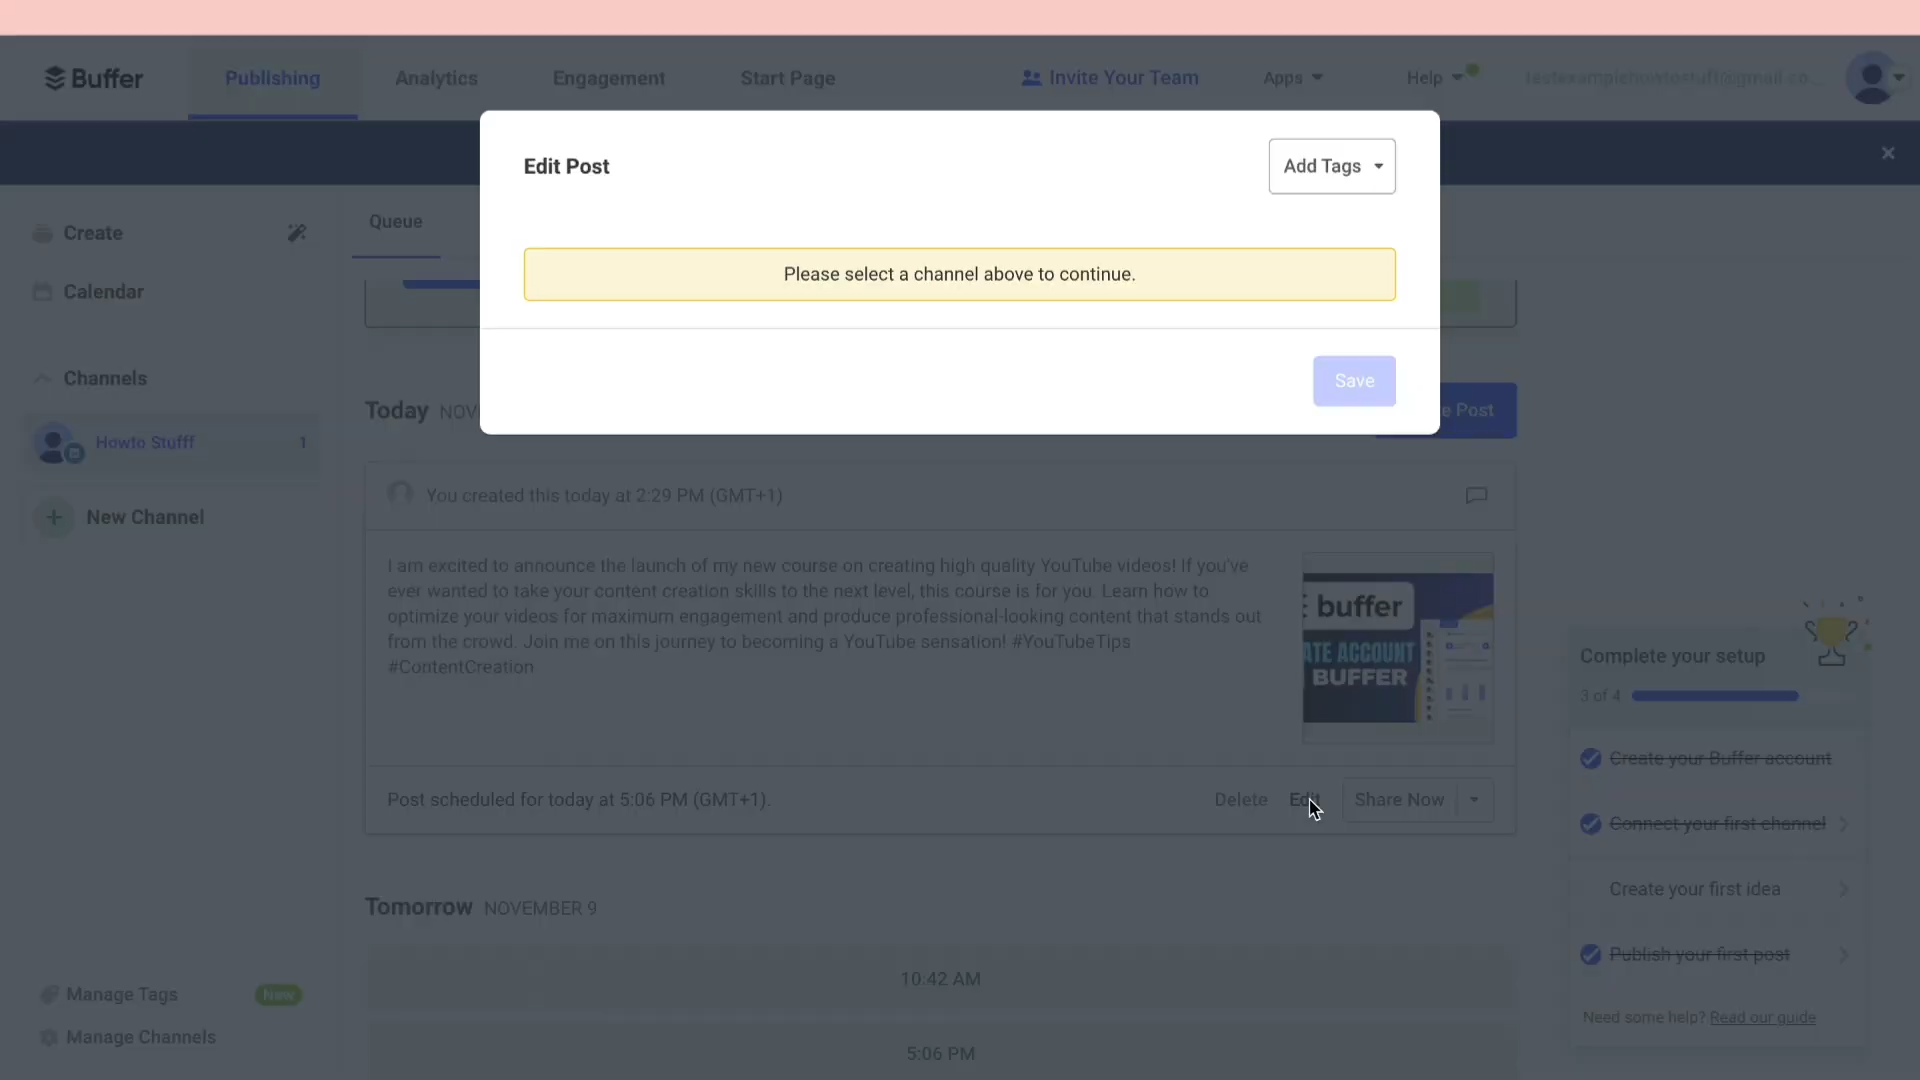 Buffer
Publishing
Analytics
Engagement
Start Page
Invite Your Team
Apps
Help
testexamplehowtostuff@gmail.co...
Edit Post
Add Tags
Please select a channel above to continue.
Save
Create
Calendar
Channels
Howto Stufff
1
New Channel
Manage Tags
New
Manage Channels
Queue
Today NOV
e Post
You created this today at 2:29 PM (GMT+1)
I am excited to announce the launch of my new course on creating high quality YouTube videos! If you've
ever wanted to take your content creation skills to the next level, this course is for you. Learn how to
optimize your videos for maximum engagement and produce professional-looking content that stands out
from the crowd. Join me on this journey to becoming a YouTube sensation! #YouTubeTips
#ContentCreation
buffer
ATE ACCOUNT
BUFFER
Post scheduled for today at 5:06 PM (GMT+1).
Delete
Edit
Share Now
Tomorrow NOVEMBER 9
10:42 AM
5:06 PM
Complete your setup
3 of 4
Create your Buffer account
Connect your first channel
Create your first idea
Publish your first post
Need some help? Read our guide